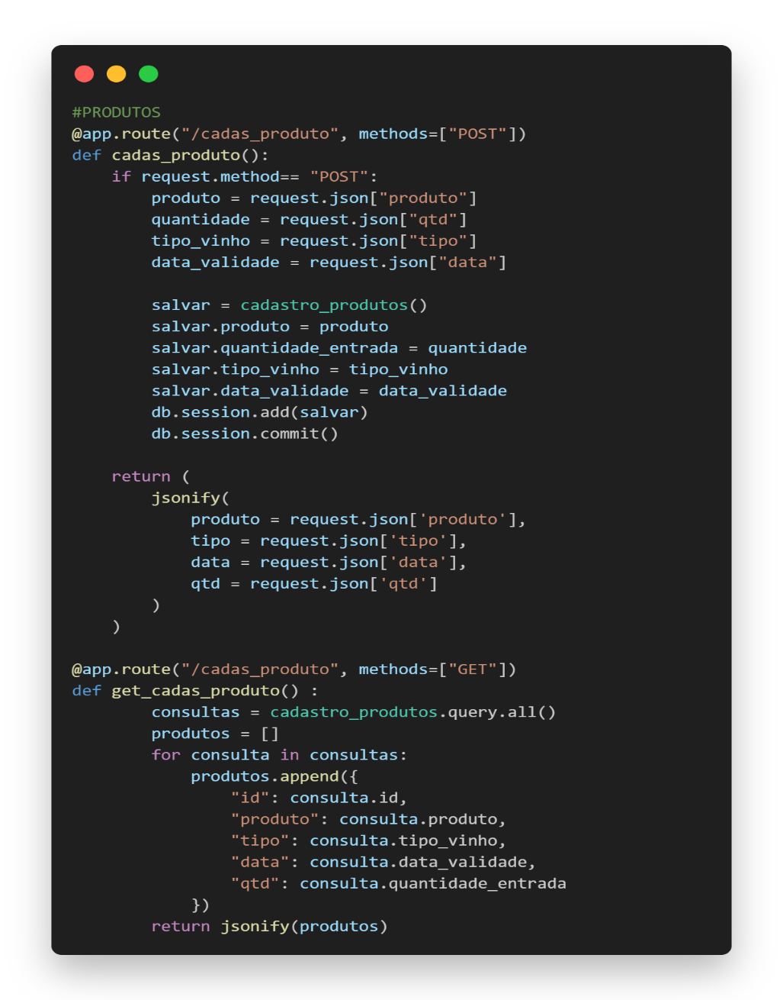 #PRODUTOS
@app.route("/cadas_produto", methods=["POST"])
def cadas_produto():
    if request.method== "POST":
        produto = request.json["produto"]
        quantidade = request.json["qtd"]
        tipo_vinho = request.json["tipo"]
        data_validade = request.json["data"]

        salvar = cadastro_produtos()
        salvar.produto = produto
        salvar.quantidade_entrada = quantidade
        salvar.tipo_vinho = tipo_vinho
        salvar.data_validade = data_validade
        db.session.add(salvar)
        db.session.commit()

    return (
        jsonify(
            produto = request.json['produto'],
            tipo = request.json['tipo'],
            data = request.json['data'],
            qtd = request.json['qtd']
        )
    )

@app.route("/cadas_produto", methods=["GET"])
def get_cadas_produto() :
        consultas = cadastro_produtos.query.all()
        produtos = []
        for consulta in consultas:
            produtos.append({
                "id": consulta.id,
                "produto": consulta.produto,
                "tipo": consulta.tipo_vinho,
                "data": consulta.data_validade,
                "qtd": consulta.quantidade_entrada
            })
        return jsonify(produtos)